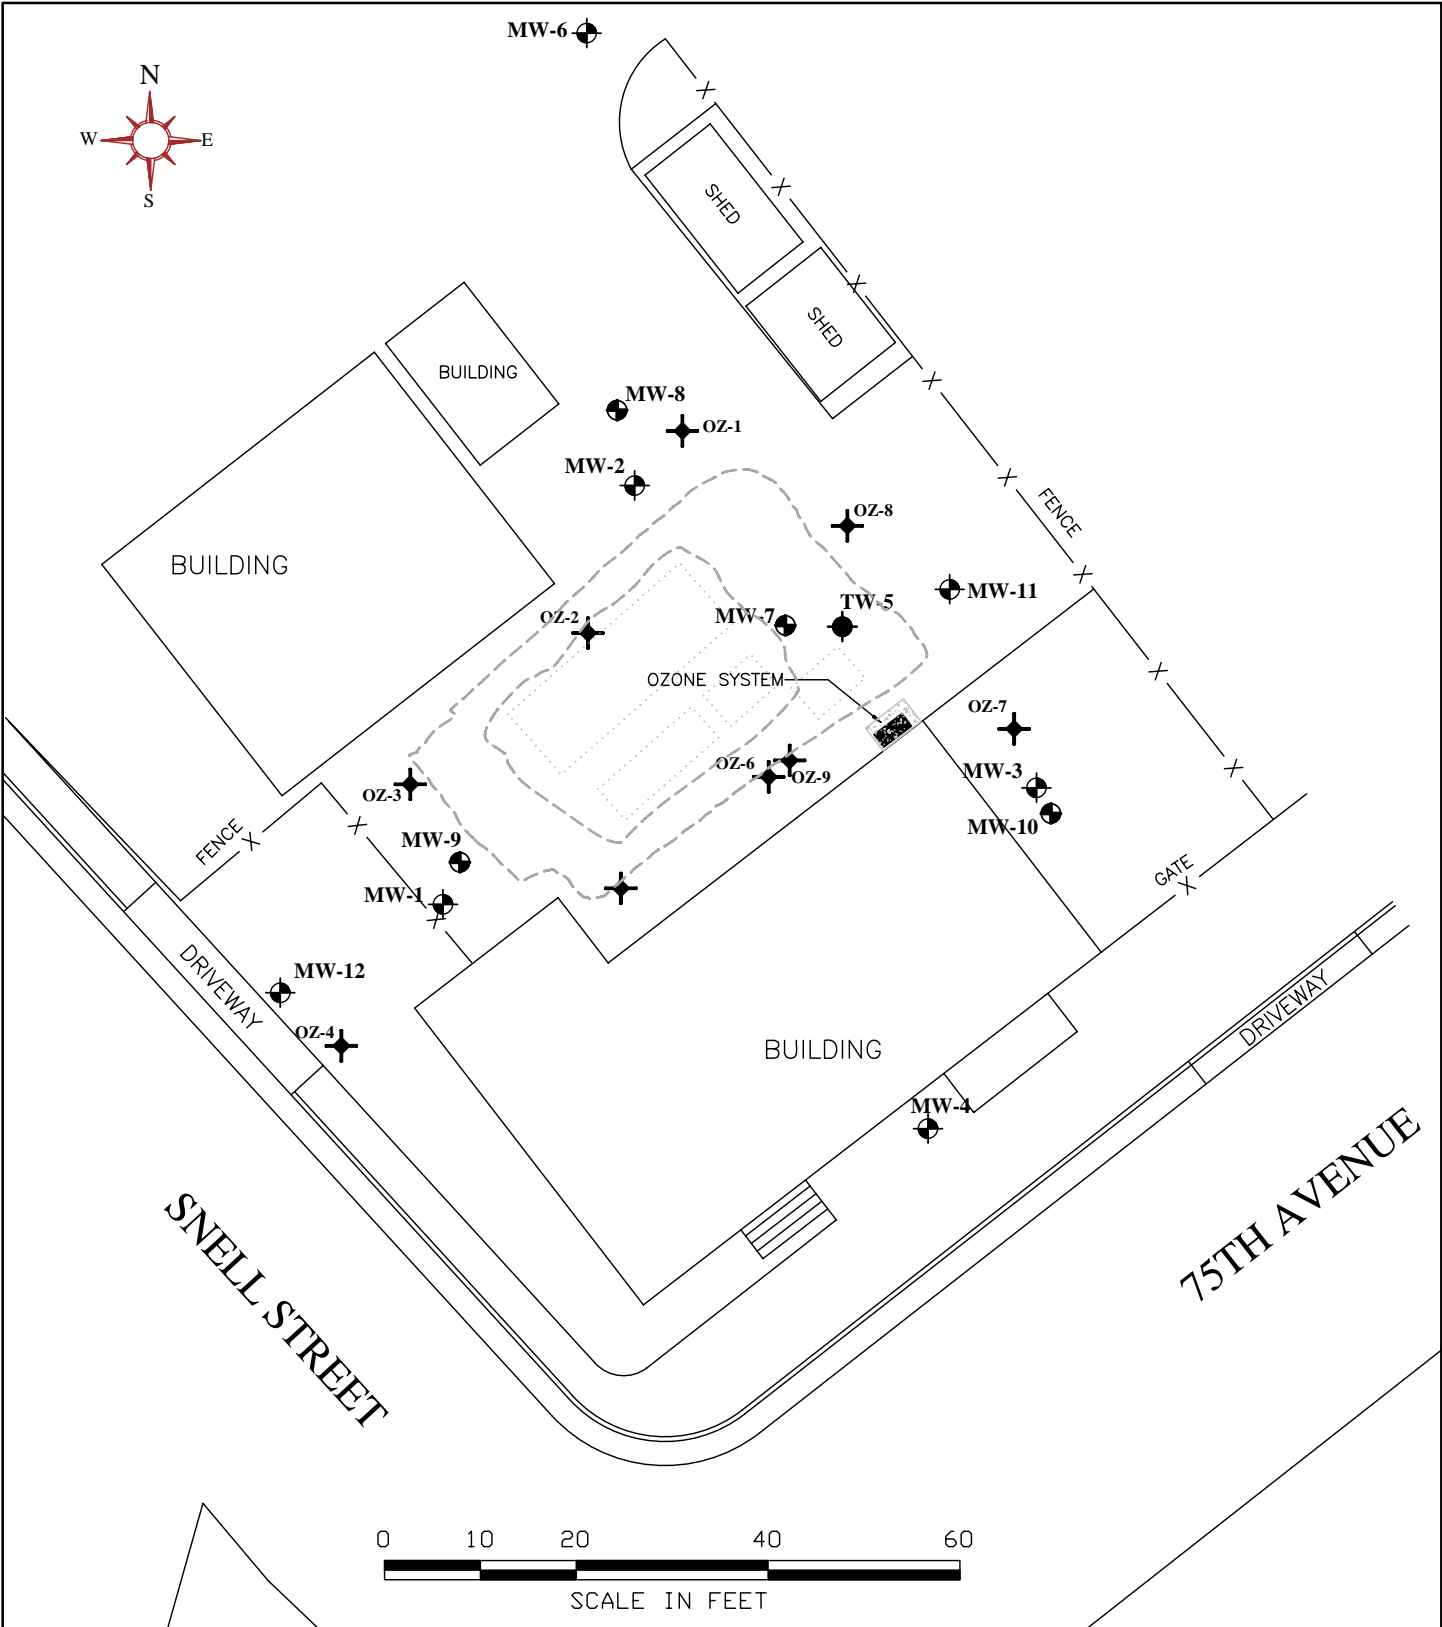 MW-6
N
W
E
S
SHED
SHED
BUILDING
MW-8
OZ-1
MW-2
OZ-8
FENCE
BUILDING
MW-11
TW-5
OZ-2
MW-7
OZONE SYSTEM
OZ-7
OZ-6
OZ-9
MW-3
OZ-3
MW-10
FENCE
MW-9
GATE
MW-1
MW-12
DRIVEWAY
OZ-4
BUILDING
DRIVEWAY
MW-4
75TH AVENUE
SNELL STREET
0 10 20 40 60
SCALE IN FEET